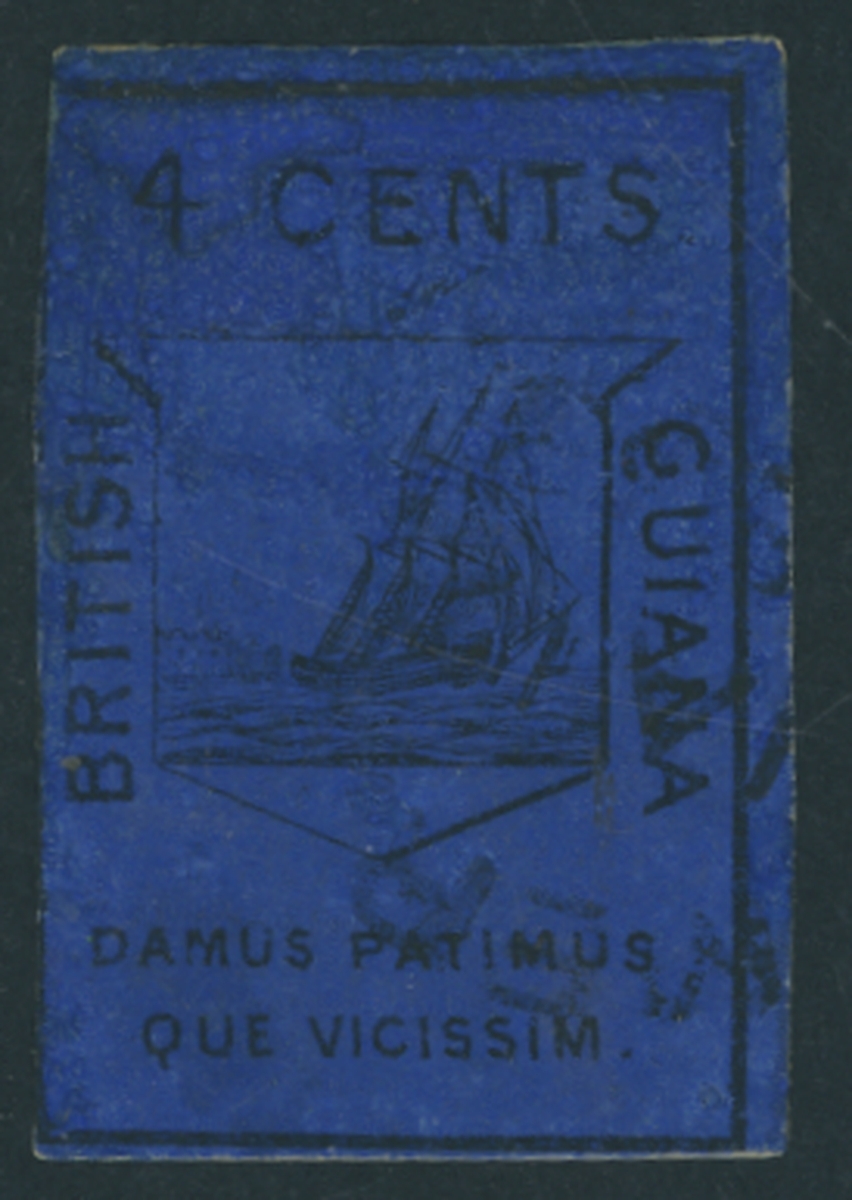 4 CENTS
BRITISH
GUIANA
DAMUS PATIMUS
QUE VICISSIM.